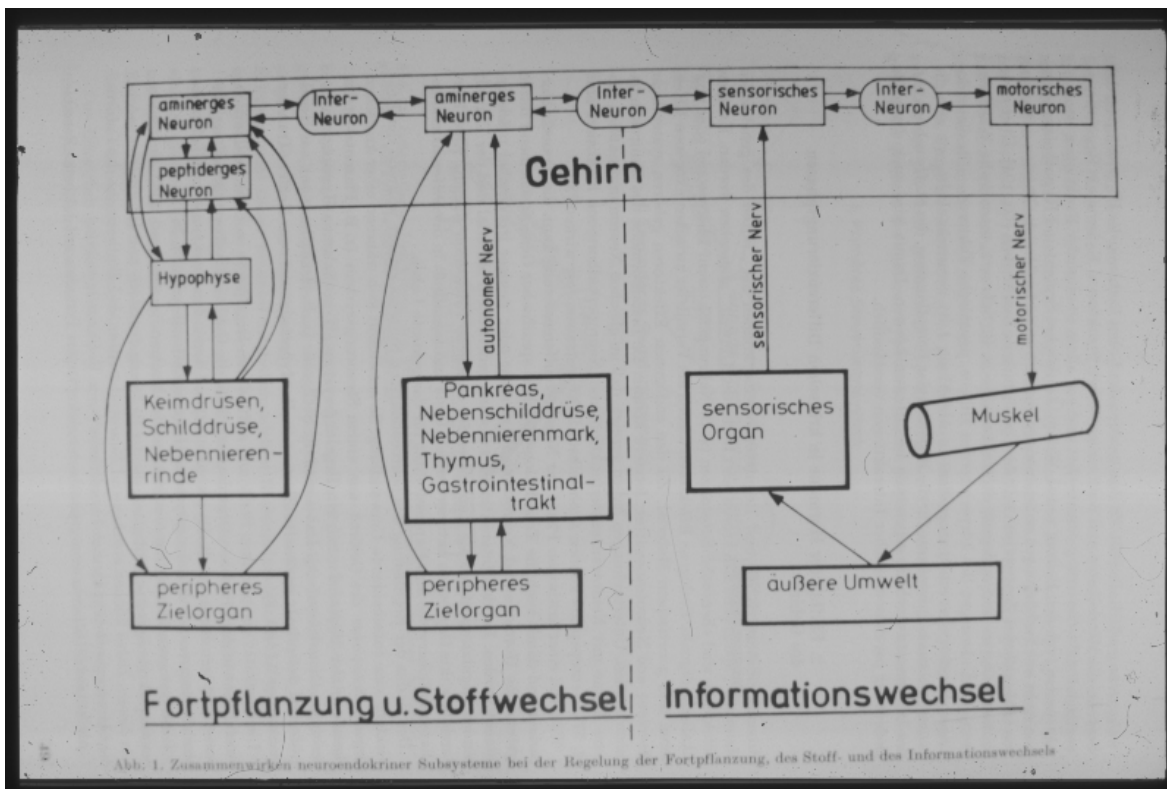 aminerges
Neuron
Inter-
Neuron
aminerges
Neuron
Inter-
Neuron
sensorisches
Neuron
Inter-
Neuron
motorisches
Neuron
peptiderges
Neuron
Gehirn
Hypophyse
autonomer Nerv
sensorischer Nerv
motorischer Nerv
Keimdrüsen,
Schilddrüse,
Nebennieren-
rinde
Pankreas,
Nebenschilddrüse,
Nebennierenmark,
Thymus,
Gastrointestinal-
trakt
sensorisches
Organ
Muskel
peripheres
Zielorgan
peripheres
Zielorgan
äußere Umwelt
Fortpflanzung u. Stoffwechsel
Informationswechsel
Abb: 1. Zusammenwirken neuroendokriner Subsysteme bei der Regelung der Fortpflanzung, des Stoff- und des Informationswechsels